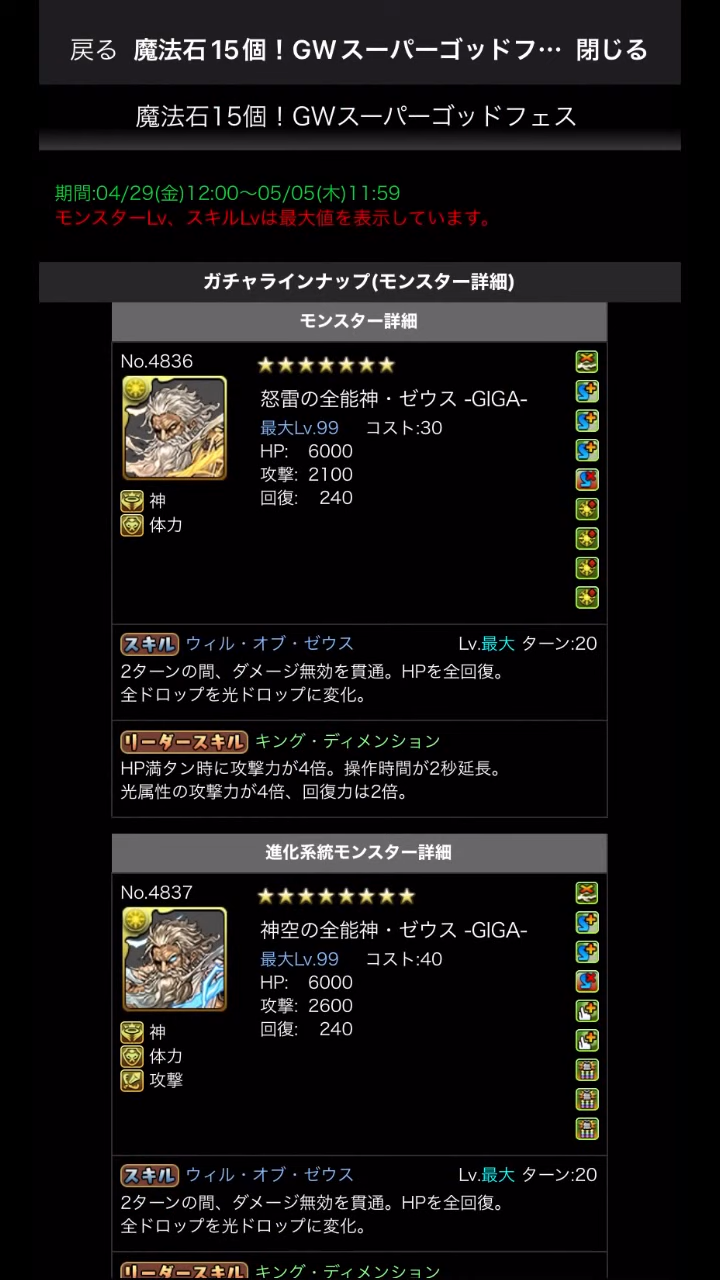 戻る 魔法石15個！GWスーパーゴッドフ… 閉じる
魔法石15個！GWスーパーゴッドフェス
期間:04/29(金)12:00〜05/05(木)11:59
モンスターLv、スキルLvは最大値を表示しています。
ガチャラインナップ(モンスター詳細)
モンスター詳細
No.4836
★★★★★★★
怒雷の全能神・ゼウス -GIGA-
最大Lv.99 コスト:30
HP: 6000
攻撃: 2100
回復: 240
神
体力
スキル ウィル・オブ・ゼウス Lv.最大 ターン:20
2ターンの間、ダメージ無効を貫通。HPを全回復。
全ドロップを光ドロップに変化。
リーダースキル キング・ディメンション
HP満タン時に攻撃力が4倍。操作時間が2秒延長。
光属性の攻撃力が4倍、回復力は2倍。
進化系統モンスター詳細
No.4837
★★★★★★★★
神空の全能神・ゼウス -GIGA-
最大Lv.99 コスト:40
HP: 6000
攻撃: 2600
回復: 240
神
体力
攻撃
スキル ウィル・オブ・ゼウス Lv.最大 ターン:20
2ターンの間、ダメージ無効を貫通。HPを全回復。
全ドロップを光ドロップに変化。
リーダースキル キング・ディメンション